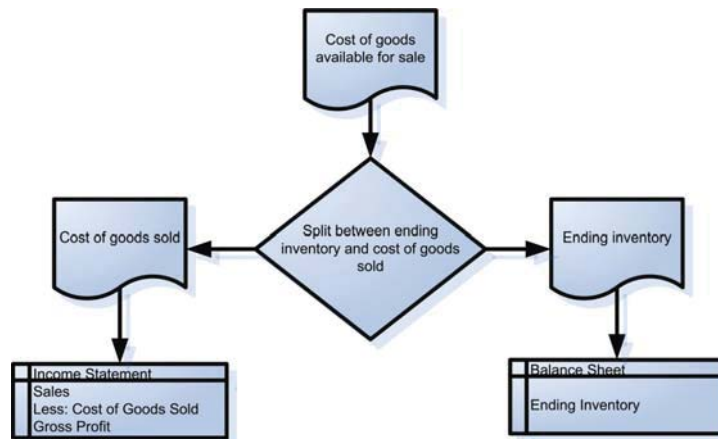 Cost of goods
available for sale
Split between ending
inventory and cost of goods
sold
Cost of goods sold
Ending inventory
Income Statement
Sales
Less: Cost of Goods Sold
Gross Profit
Balance Sheet
Ending Inventory